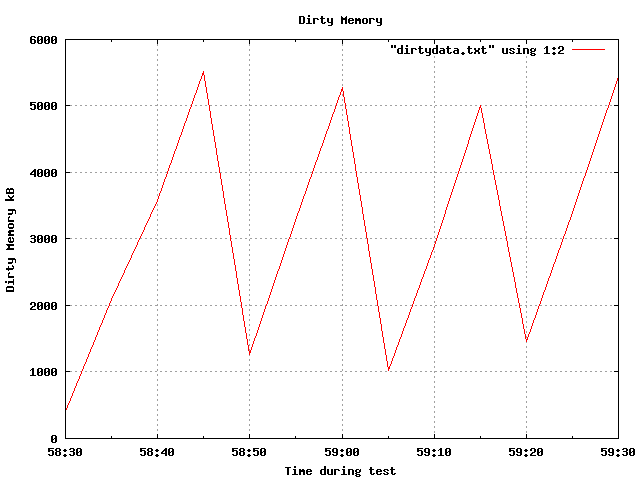 Dirty Memory
"dirtydata.txt" using 1:2
6000
5000
4000
3000
2000
1000
0
Dirty Memory kB
58:30 58:40 58:50 59:00 59:10 59:20 59:30
Time during test